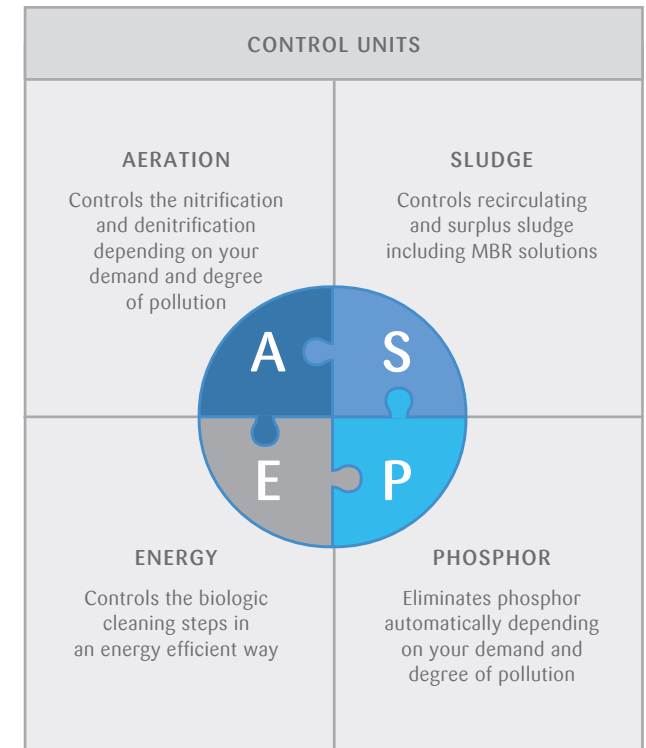 CONTROL UNITS
AERATION
Controls the nitrification
and denitrification
depending on your
demand and degree
of pollution
SLUDGE
Controls recirculating
and surplus sludge
including MBR solutions
A
S
E
P
ENERGY
Controls the biologic
cleaning steps in
an energy efficient way
PHOSPHOR
Eliminates phosphor
automatically depending
on your demand and
degree of pollution